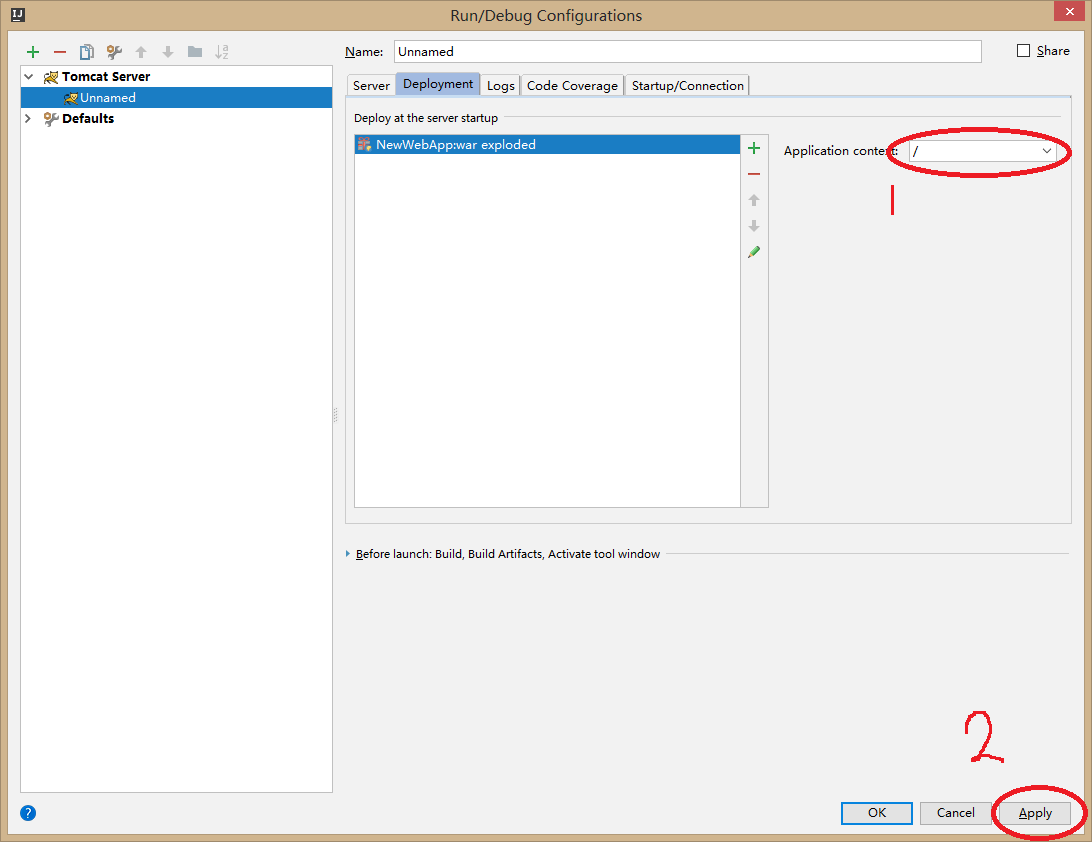 IJ
Run/Debug Configurations
Name: Unnamed
Share
Tomcat Server
Unnamed
Defaults
Server Deployment Logs Code Coverage Startup/Connection
Deploy at the server startup
NewWebApp:war exploded
Application context: /
1
Before launch: Build, Build Artifacts, Activate tool window
2
?
OK Cancel Apply